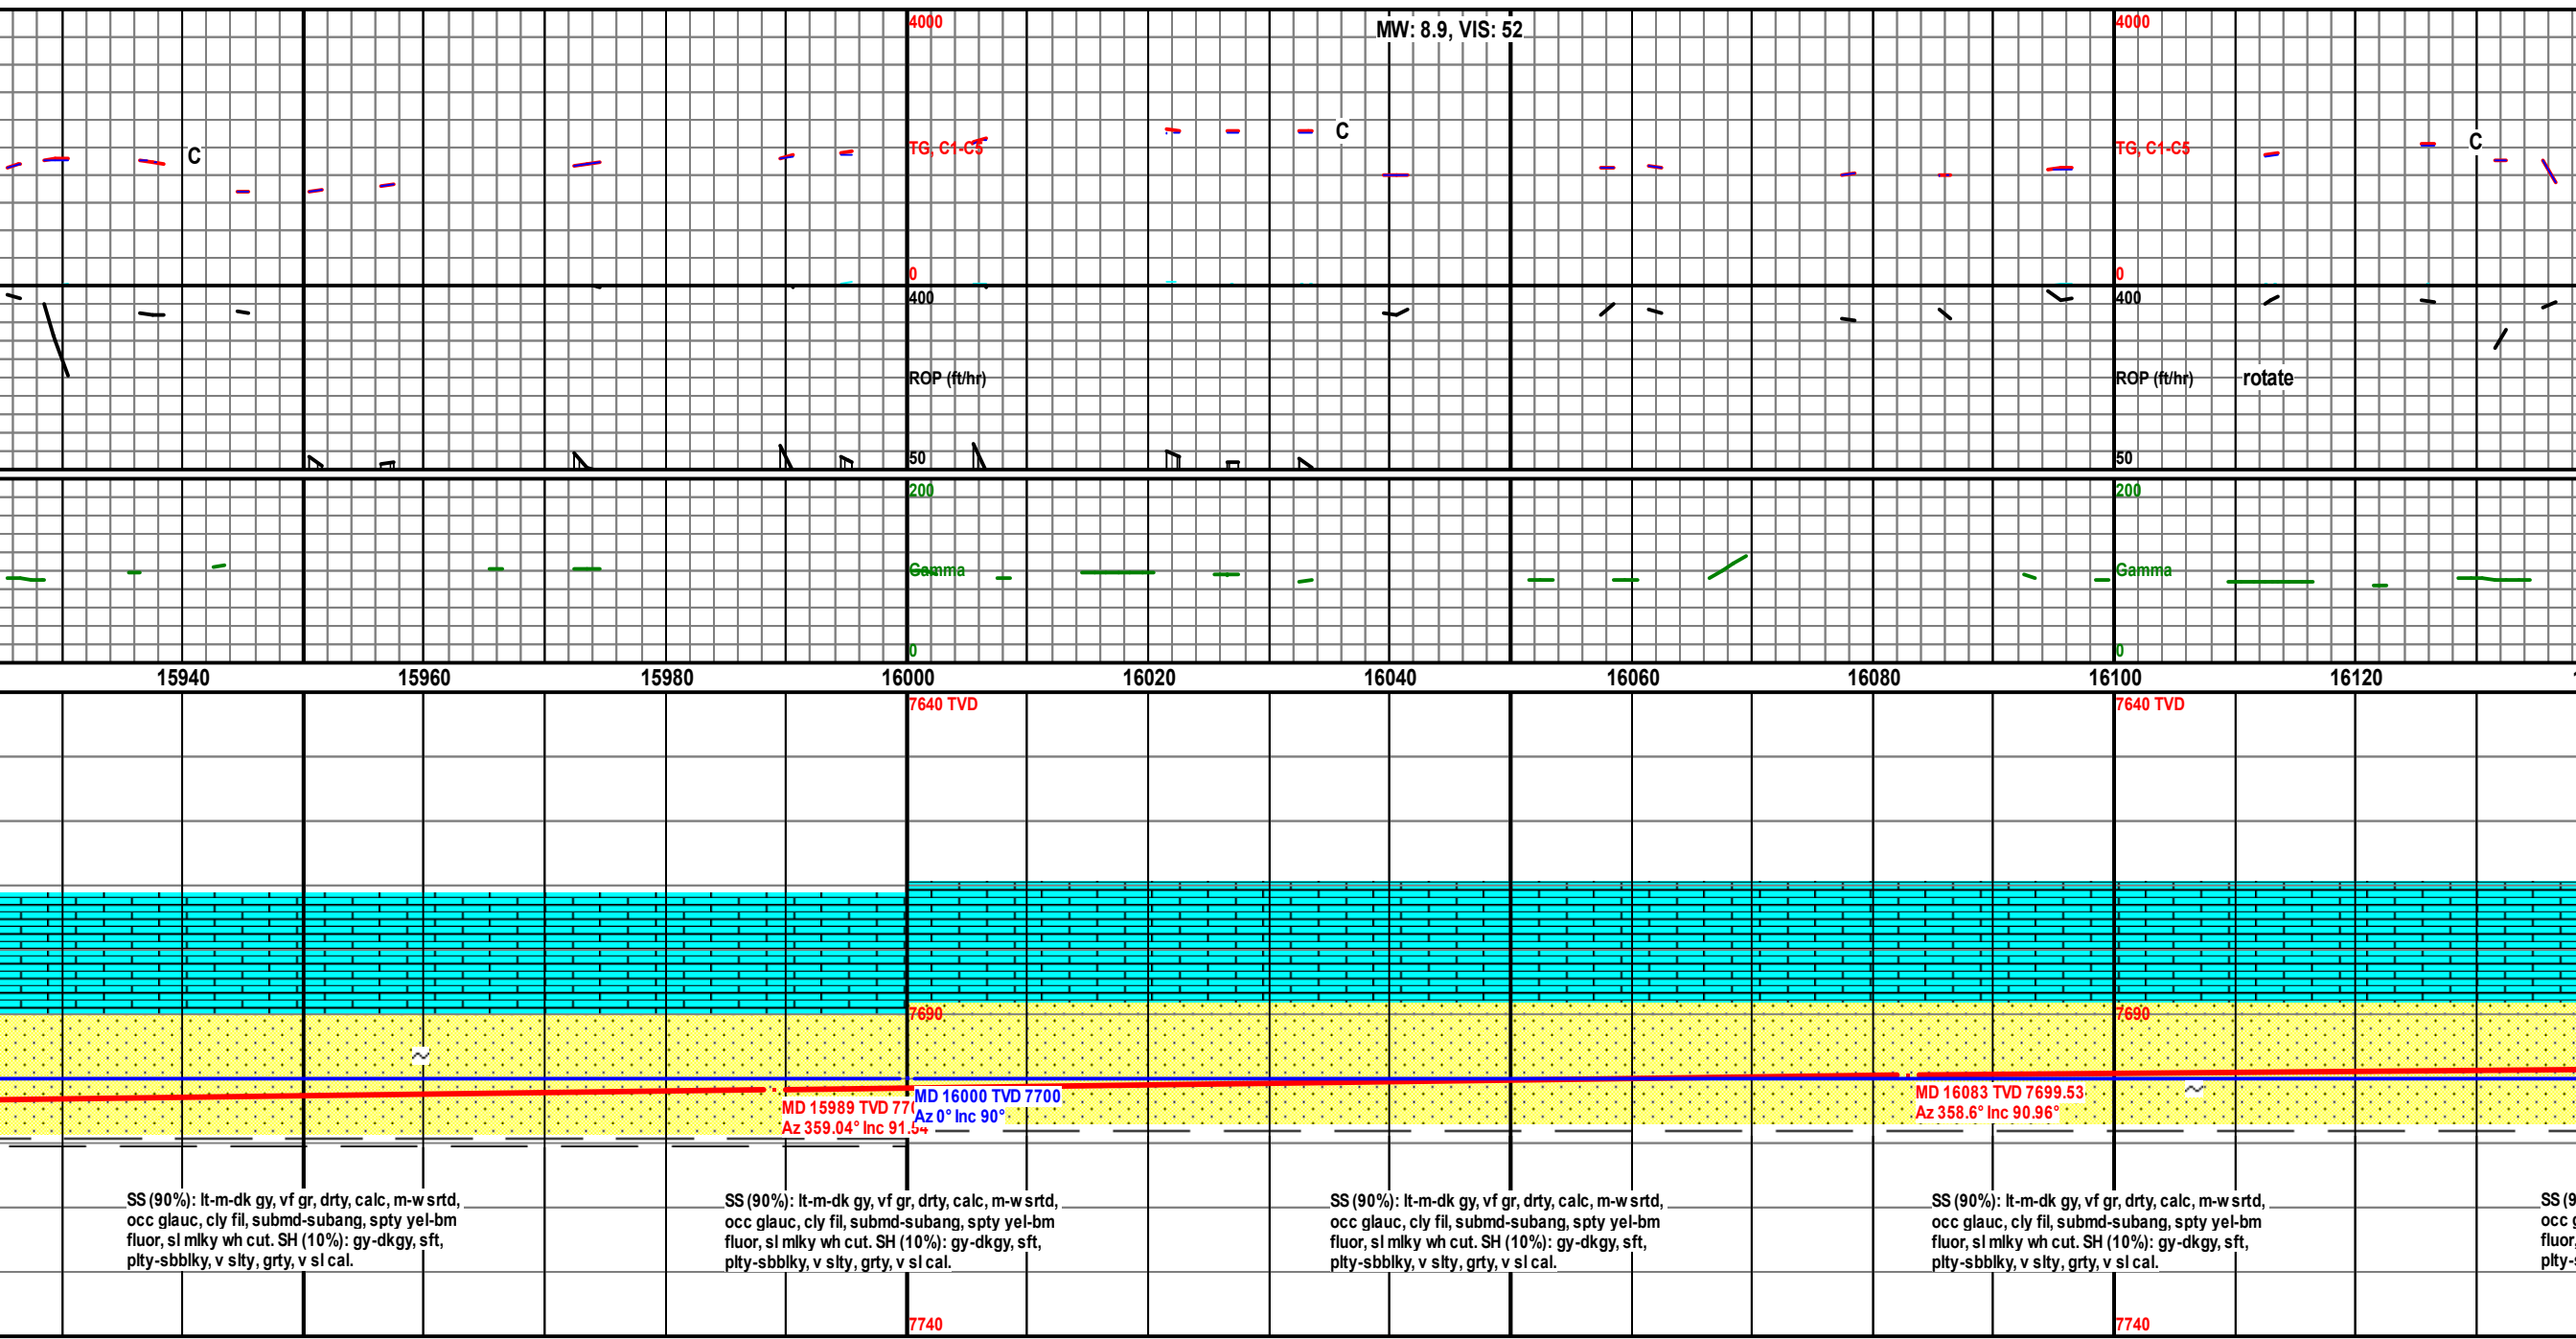 4000
MW: 8.9, VIS: 52
4000
C
TG, C1-C5
C
TG, C1-C5
C
0
0
400
400
ROP (ft/hr)
ROP (ft/hr)
rotate
50
50
200
200
Gamma
Gamma
0
0
15940
15960
15980
16000
16020
16040
16060
16080
16100
16120
7640 TVD
7640 TVD
7690
7690
MD 15989 TVD
Az 359.04° Inc 91.54
MD 16000 TVD 7700
Az 0° Inc 90°
MD 16083 TVD 7699.53
Az 358.6° Inc 90.96°
SS (90%): lt-m-dk gy, vf gr, drty, calc, m-w srtd,
occ glauc, cly fil, submd-subang, spty yel-bm
fluor, sl mlky wh cut. SH (10%): gy-dkgy, sft,
plty-sbblky, v slty, grty, v sl cal.
SS (90%): lt-m-dk gy, vf gr, drty, calc, m-w srtd,
occ glauc, cly fil, submd-subang, spty yel-bm
fluor, sl mlky wh cut. SH (10%): gy-dkgy, sft,
plty-sbblky, v slty, grty, v sl cal.
SS (90%): lt-m-dk gy, vf gr, drty, calc, m-w srtd,
occ glauc, cly fil, submd-subang, spty yel-bm
fluor, sl mlky wh cut. SH (10%): gy-dkgy, sft,
plty-sbblky, v slty, grty, v sl cal.
SS (90%): lt-m-dk gy, vf gr, drty, calc, m-w srtd,
occ glauc, cly fil, submd-subang, spty yel-bm
fluor, sl mlky wh cut. SH (10%): gy-dkgy, sft,
plty-sbblky, v slty, grty, v sl cal.
SS
occ
fluor,
7740
7740